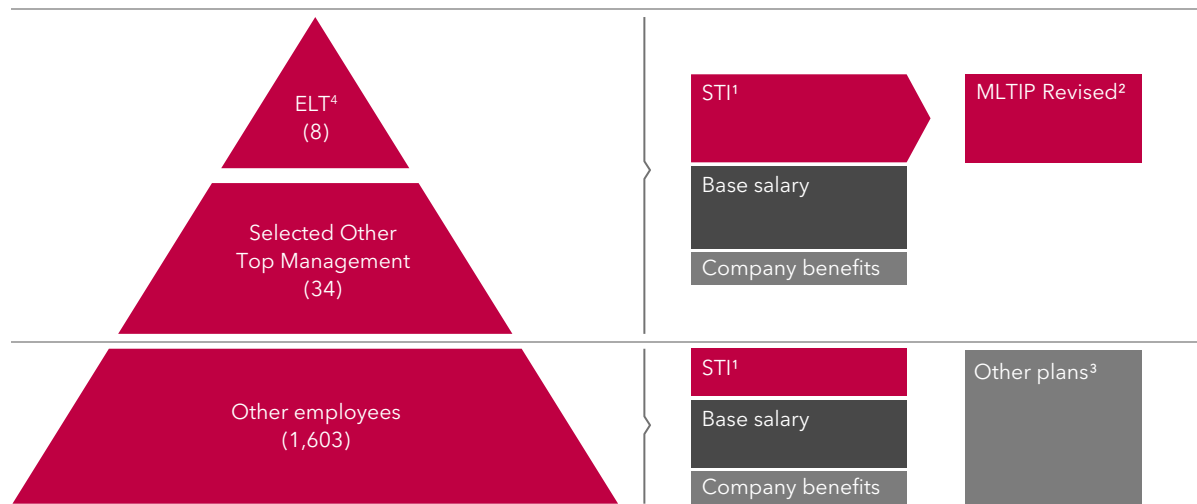 ELT⁴
(8)
STI¹
MLTIP Revised²
Base salary
Selected Other
Top Management
(34)
Company benefits
Other employees
(1,603)
STI¹
Other plans³
Base salary
Company benefits